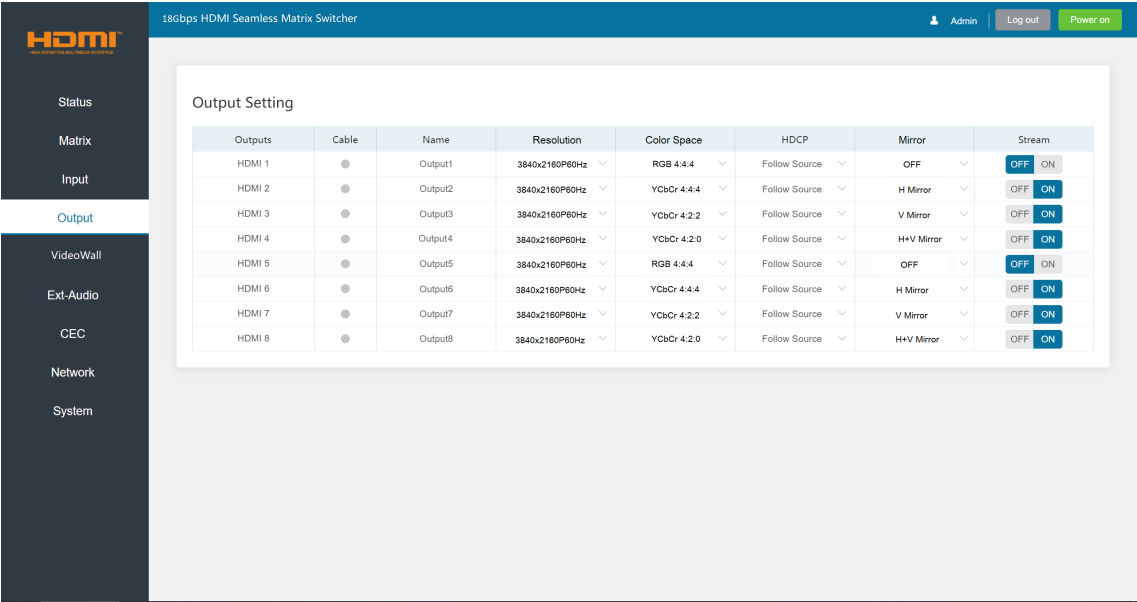 18Gbps HDMI Seamless Matrix Switcher Admin Log out Power on
HDMI™
HIGH-DEFINITION MULTIMEDIA INTERFACE
Status
Matrix
Input
Output
VideoWall
Ext-Audio
CEC
Network
System
Output Setting
Outputs Cable Name Resolution Color Space HDCP Mirror Stream
HDMI 1 Output1 3840x2160P60Hz RGB 4:4:4 Follow Source OFF OFF ON
HDMI 2 Output2 3840x2160P60Hz YCbCr 4:4:4 Follow Source H Mirror OFF ON
HDMI 3 Output3 3840x2160P60Hz YCbCr 4:2:2 Follow Source V Mirror OFF ON
HDMI 4 Output4 3840x2160P60Hz YCbCr 4:2:0 Follow Source H+V Mirror OFF ON
HDMI 5 Output5 3840x2160P60Hz RGB 4:4:4 Follow Source OFF OFF ON
HDMI 6 Output6 3840x2160P60Hz YCbCr 4:4:4 Follow Source H Mirror OFF ON
HDMI 7 Output7 3840x2160P60Hz YCbCr 4:2:2 Follow Source V Mirror OFF ON
HDMI 8 Output8 3840x2160P60Hz YCbCr 4:2:0 Follow Source H+V Mirror OFF ON